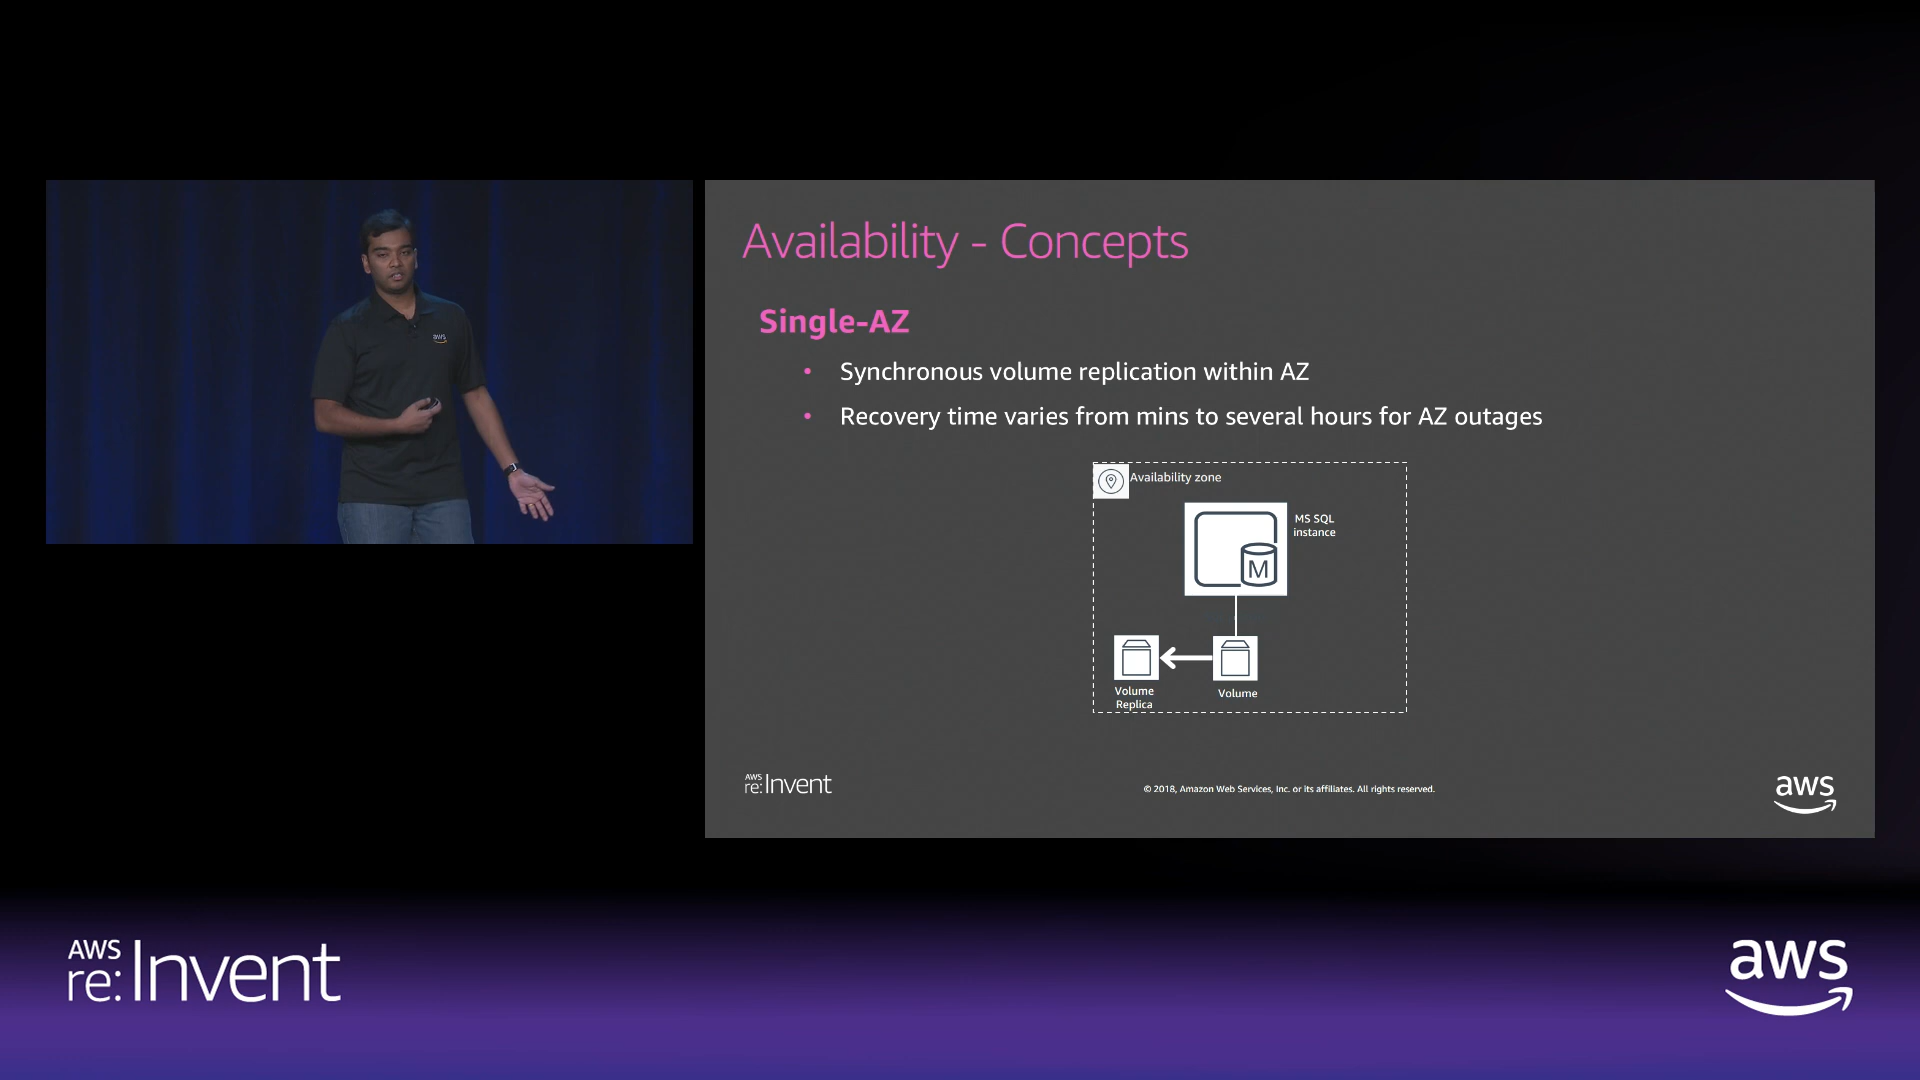 aws
Availability - Concepts
Single-AZ
• Synchronous volume replication within AZ
• Recovery time varies from mins to several hours for AZ outages
Availability zone
MS SQL
instance
M
Volume
Replica
Volume
AWS
re:Invent
© 2018, Amazon Web Services, Inc. or its affiliates. All rights reserved.
aws
AWS
re:Invent
aws